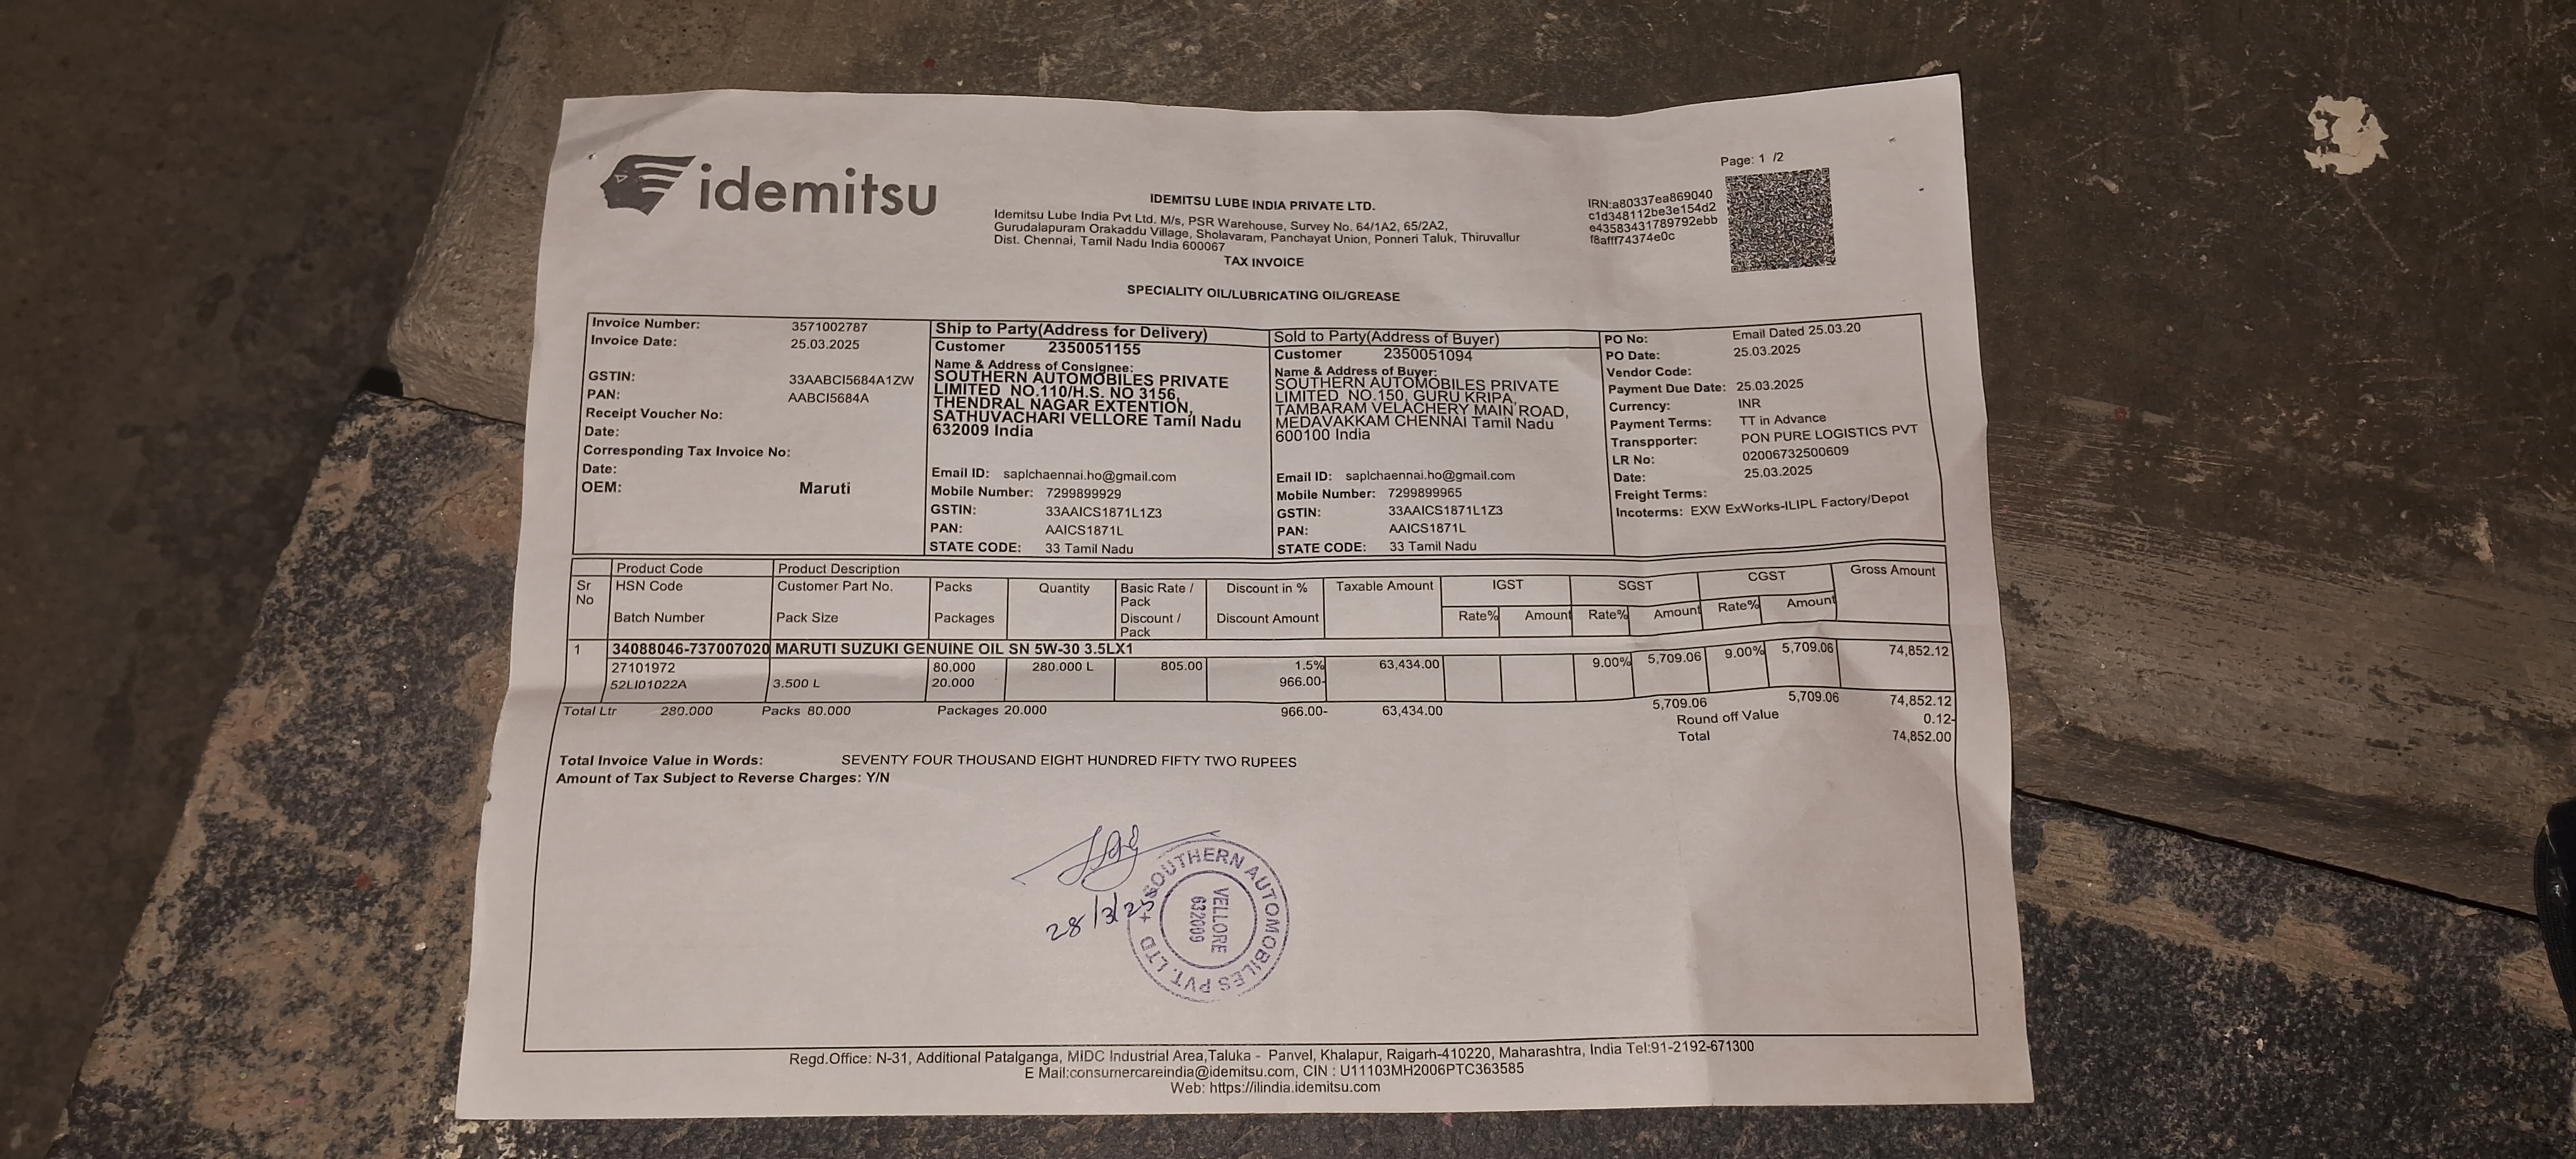 idemitsu
Page: 1 /2
IDEMITSU LUBE INDIA PRIVATE LTD.
Idemitsu Lube India Pvt Ltd. M/s, PSR Warehouse, Survey No. 64/1A2, 65/2A2,
Gurudalapuram Orakaddu Village, Sholavaram, Panchayat Union, Ponneri Taluk, Thiruvallur
Dist. Chennai, Tamil Nadu India 600067
IRN:a80337ea869040
c1d348112be3e154d2
e43583431789792ebb
f8afff74374e0c
TAX INVOICE
SPECIALITY OIL/LUBRICATING OIL/GREASE
Invoice Number: 3571002787
Invoice Date: 25.03.2025
GSTIN: 33AABCI5684A1ZW
PAN: AABCI5684A
Receipt Voucher No:
Date:
Corresponding Tax Invoice No:
Date:
OEM: Maruti
Ship to Party(Address for Delivery)
Customer 2350051155
Name & Address of Consignee:
SOUTHERN AUTOMOBILES PRIVATE
LIMITED NO.110/H.S. NO 3156,
THENDRAL NAGAR EXTENTION,
SATHUVACHARI VELLORE Tamil Nadu
632009 India
Email ID: saplchaennai.ho@gmail.com
Mobile Number: 7299899929
GSTIN: 33AAICS1871L1Z3
PAN: AAICS1871L
STATE CODE: 33 Tamil Nadu
Sold to Party(Address of Buyer)
Customer 2350051094
Name & Address of Buyer:
SOUTHERN AUTOMOBILES PRIVATE
LIMITED NO.150, GURU KRIPA,
TAMBARAM VELACHERY MAIN ROAD,
MEDAVAKKAM CHENNAI Tamil Nadu
600100 India
Email ID: saplchaennai.ho@gmail.com
Mobile Number: 7299899965
GSTIN: 33AAICS1871L1Z3
PAN: AAICS1871L
STATE CODE: 33 Tamil Nadu
PO No: Email Dated 25.03.20
PO Date: 25.03.2025
Vendor Code:
Payment Due Date: 25.03.2025
Currency: INR
Payment Terms: TT in Advance
Transpporter: PON PURE LOGISTICS PVT
LR No: 02006732500609
Date: 25.03.2025
Freight Terms:
Incoterms: EXW ExWorks-ILIPL Factory/Depot
Product Code Product Description
Sr No HSN Code Customer Part No. Packs Quantity Basic Rate / Pack Discount in % Taxable Amount IGST SGST CGST Gross Amount
Batch Number Pack Size Packages Discount / Pack Discount Amount Rate% Amount Rate% Amount Rate% Amount
1 34088046-737007020 MARUTI SUZUKI GENUINE OIL SN 5W-30 3.5LX1
27101972 80.000 280.000 L 805.00 1.5% 63,434.00 9.00% 5,709.06 9.00% 5,709.06 74,852.12
52LI01022A 3.500 L 20.000 966.00-
Total Ltr 280.000 Packs 80.000 Packages 20.000 966.00- 63,434.00 5,709.06 5,709.06 74,852.12
Round off Value 0.12-
Total 74,852.00
Total Invoice Value in Words: SEVENTY FOUR THOUSAND EIGHT HUNDRED FIFTY TWO RUPEES
Amount of Tax Subject to Reverse Charges: Y/N
28/3/25
SOUTHERN AUTOMOBILES PVT. LTD
VELLORE
632009
Regd.Office: N-31, Additional Patalganga, MIDC Industrial Area,Taluka - Panvel, Khalapur, Raigarh-410220, Maharashtra, India Tel:91-2192-671300
E Mail:consumercareindia@idemitsu.com, CIN : U11103MH2006PTC363585
Web: https://ilindia.idemitsu.com